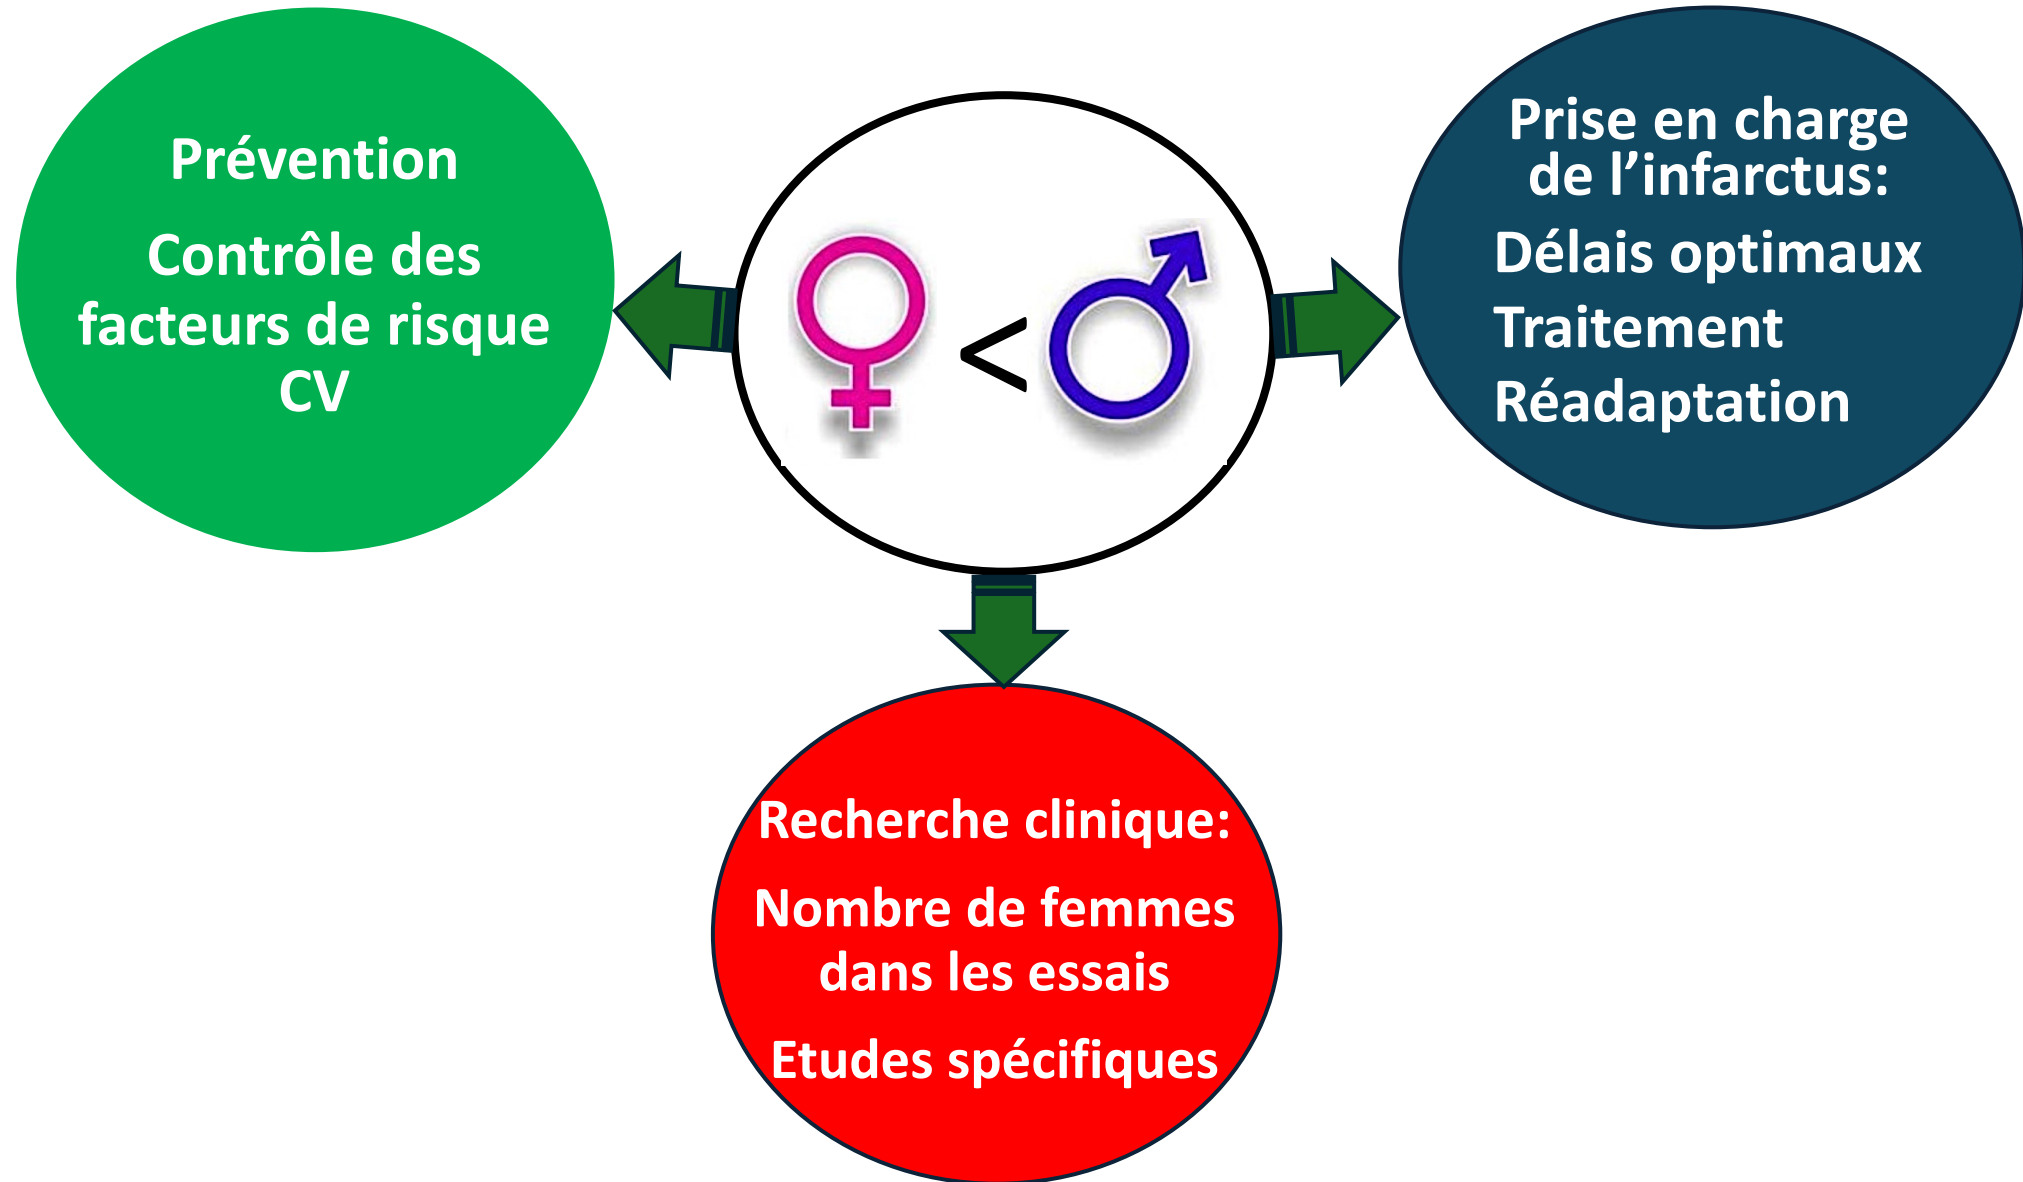 Prévention
Contrôle des
facteurs de risque
CV
<
Prise en charge
de l’infarctus:
Délais optimaux
Traitement
Réadaptation
Recherche clinique:
Nombre de femmes
dans les essais
Etudes spécifiques